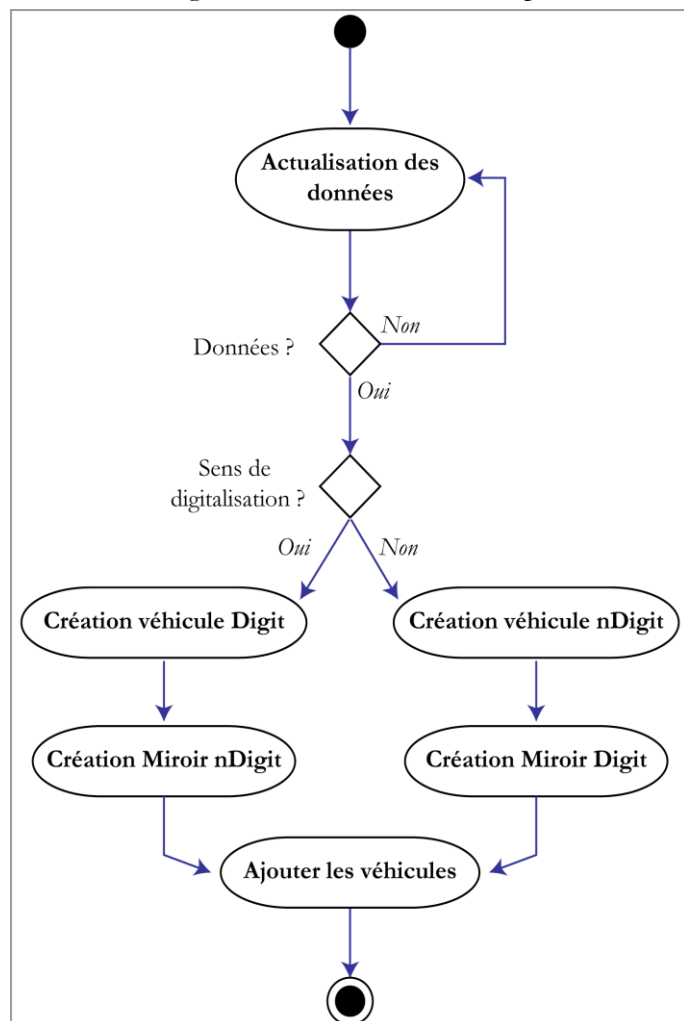 Actualisation des
données
Non
Données ?
Oui
Sens de
digitalisation ?
Oui
Non
Création véhicule Digit
Création véhicule nDigit
Création Miroir nDigit
Création Miroir Digit
Ajouter les véhicules